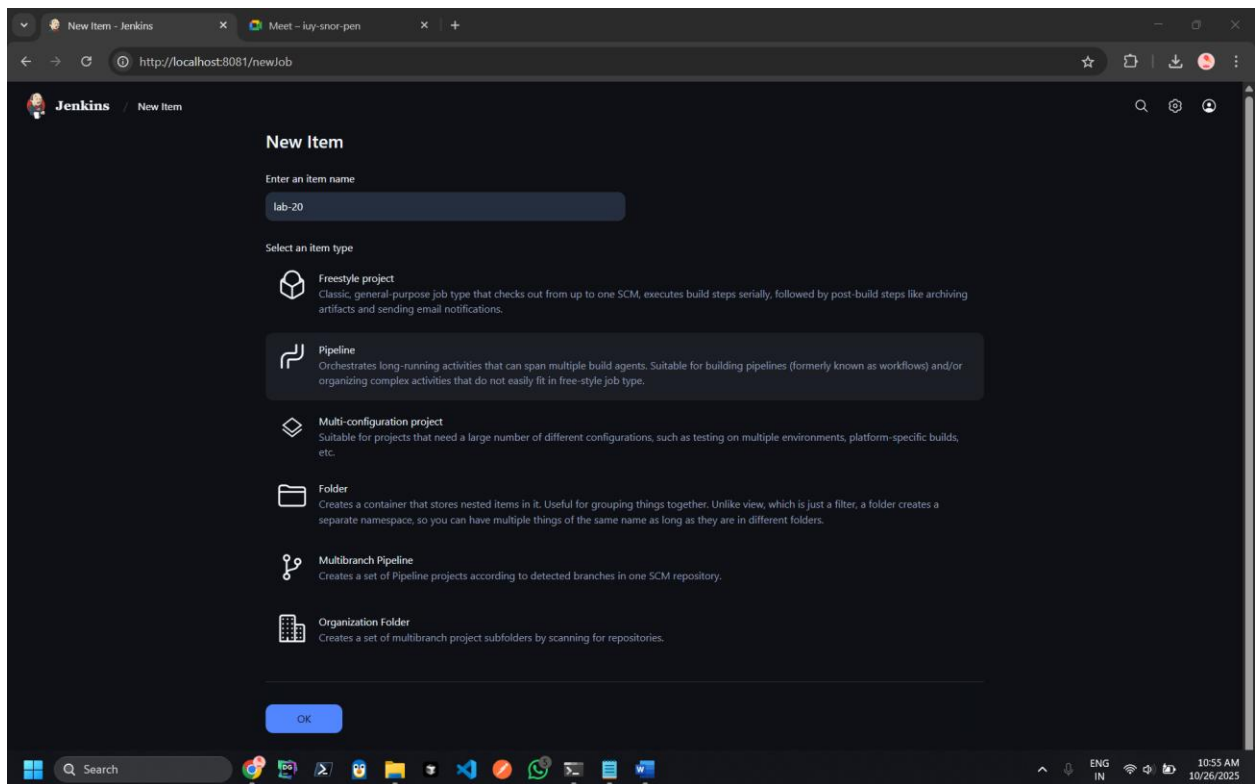 New Item - Jenkins
Meet – iuy-snor-pen
http://localhost:8081/newJob
Jenkins / New Item
New Item
Enter an item name
lab-20
Select an item type
Freestyle project
Classic, general-purpose job type that checks out from up to one SCM, executes build steps serially, followed by post-build steps like archiving
artifacts and sending email notifications.
Pipeline
Orchestrates long-running activities that can span multiple build agents. Suitable for building pipelines (formerly known as workflows) and/or
organizing complex activities that do not easily fit in free-style job type.
Multi-configuration project
Suitable for projects that need a large number of different configurations, such as testing on multiple environments, platform-specific builds,
etc.
Folder
Creates a container that stores nested items in it. Useful for grouping things together. Unlike view, which is just a filter, a folder creates a
separate namespace, so you can have multiple things of the same name as long as they are in different folders.
Multibranch Pipeline
Creates a set of Pipeline projects according to detected branches in one SCM repository.
Organization Folder
Creates a set of multibranch project subfolders by scanning for repositories.
OK
Search
DG
W
ENG
IN
10:55 AM
10/2/2025